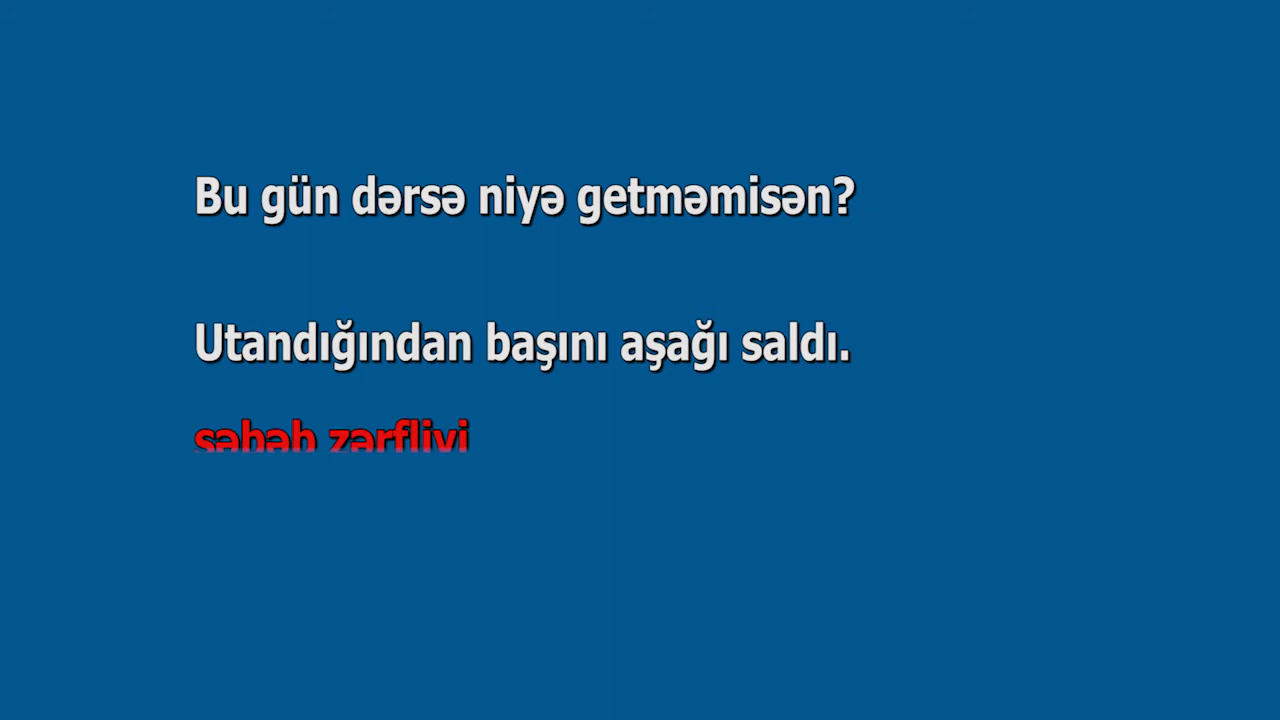 Bu gün dərsə niyə getməmisən?
Utandığından başını aşağı saldı.
səbəb zərfliyi